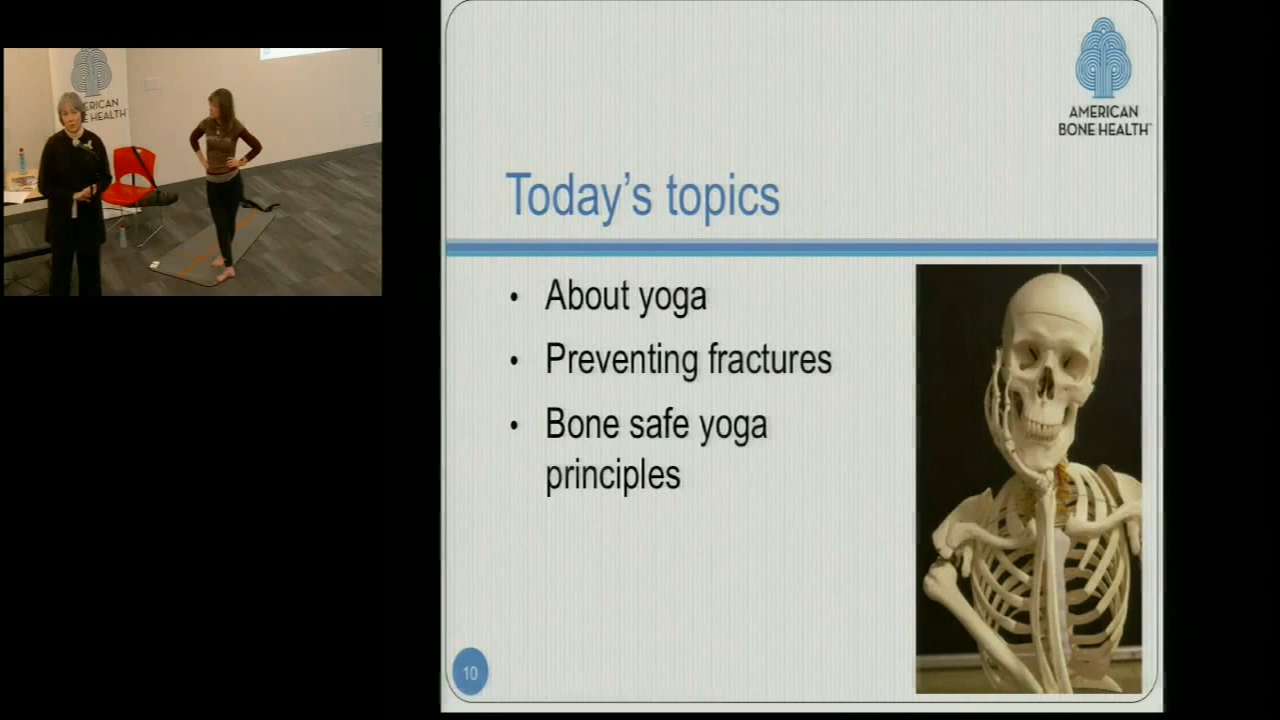 AMERICAN
BONE HEALTH
AMERICAN
BONE HEALTH
Today's topics
• About yoga
• Preventing fractures
• Bone safe yoga
principles
10